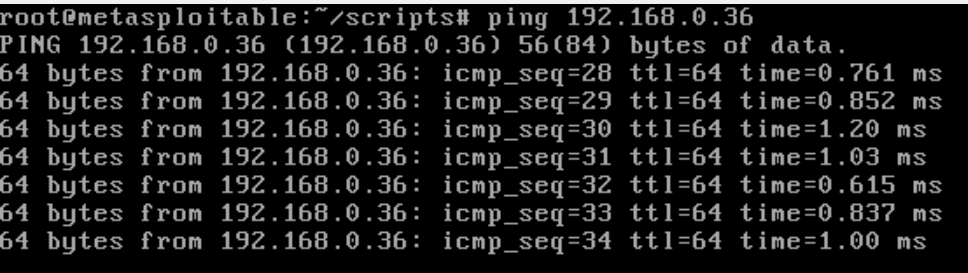 root@metasploitable:~/scripts# ping 192.168.0.36
PING 192.168.0.36 (192.168.0.36) 56(84) bytes of data.
64 bytes from 192.168.0.36: icmp_seq=28 ttl=64 time=0.761 ms
64 bytes from 192.168.0.36: icmp_seq=29 ttl=64 time=0.852 ms
64 bytes from 192.168.0.36: icmp_seq=30 ttl=64 time=1.20 ms
64 bytes from 192.168.0.36: icmp_seq=31 ttl=64 time=1.03 ms
64 bytes from 192.168.0.36: icmp_seq=32 ttl=64 time=0.615 ms
64 bytes from 192.168.0.36: icmp_seq=33 ttl=64 time=0.837 ms
64 bytes from 192.168.0.36: icmp_seq=34 ttl=64 time=1.00 ms